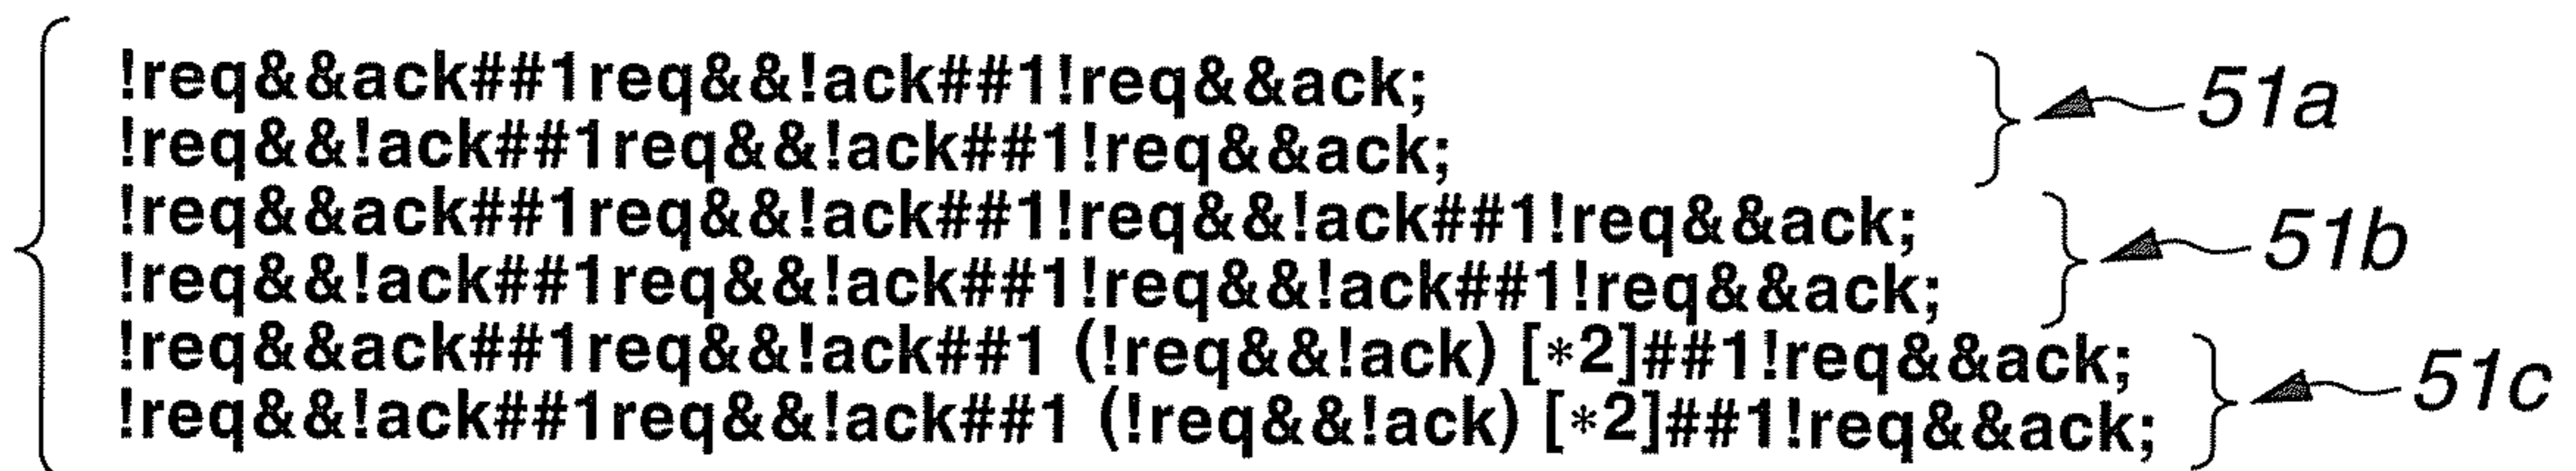 !req&&ack##1req&&!ack##1!req&&ack;
!req&&!ack##1req&&!ack##1!req&&ack;
51a
!req&&ack##1req&&!ack##1!req&&!ack##1!req&&ack;
!req&&!ack##1req&&!ack##1!req&&!ack##1!req&&ack;
51b
!req&&ack##1req&&!ack##1 (!req&&!ack) [*2]##1!req&&ack;
!req&&!ack##1req&&!ack##1 (!req&&!ack) [*2]##1!req&&ack;
51c